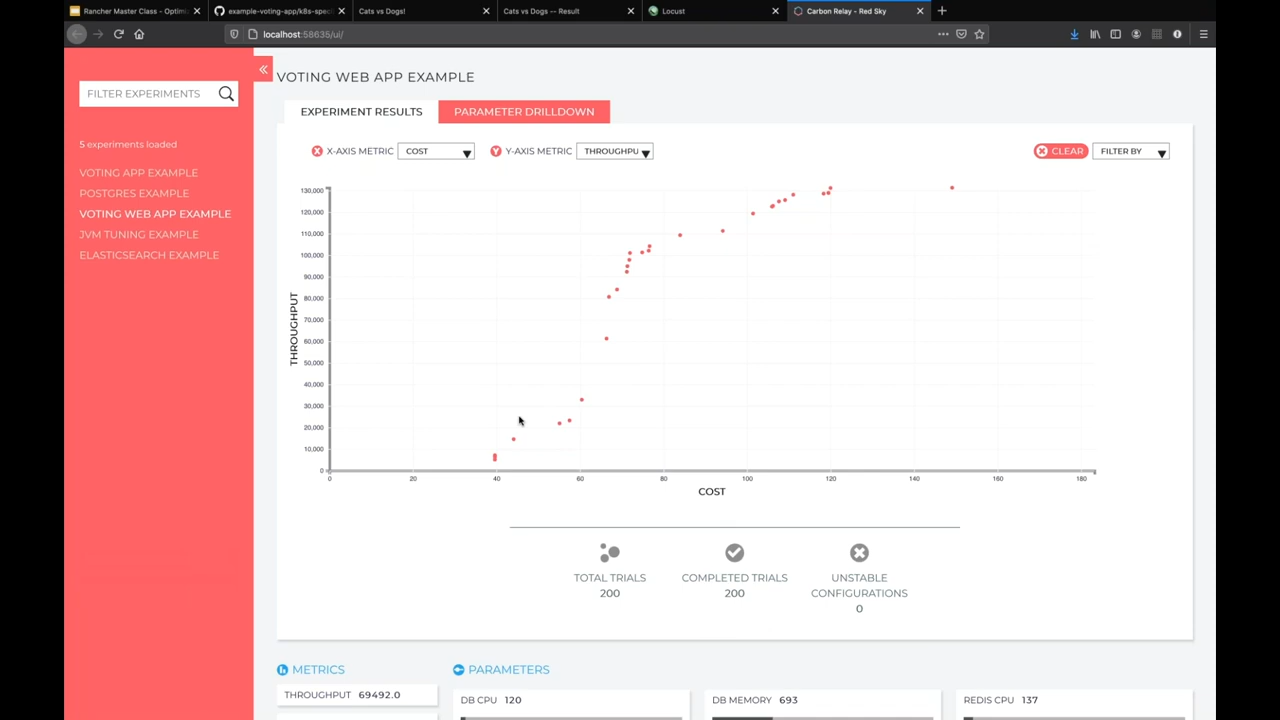 Rancher Master Class - Optimi
example-voting-app/k8s-speci
Cats vs Dogs!
Cats vs Dogs -- Result
Locust
Carbon Relay - Red Sky
localhost:58635/ui/
FILTER EXPERIMENTS
5 experiments loaded
VOTING APP EXAMPLE
POSTGRES EXAMPLE
VOTING WEB APP EXAMPLE
JVM TUNING EXAMPLE
ELASTICSEARCH EXAMPLE
VOTING WEB APP EXAMPLE
EXPERIMENT RESULTS
PARAMETER DRILLDOWN
X X-AXIS METRIC COST
Y Y-AXIS METRIC THROUGHPU
CLEAR
FILTER BY
130,000
120,000
110,000
100,000
90,000
80,000
70,000
60,000
50,000
40,000
30,000
20,000
10,000
0
THROUGHPUT
0 20 40 60 80 100 120 140 160 180
COST
TOTAL TRIALS
200
COMPLETED TRIALS
200
UNSTABLE
CONFIGURATIONS
0
METRICS
THROUGHPUT 69492.0
PARAMETERS
DB CPU 120
DB MEMORY 693
REDIS CPU 137